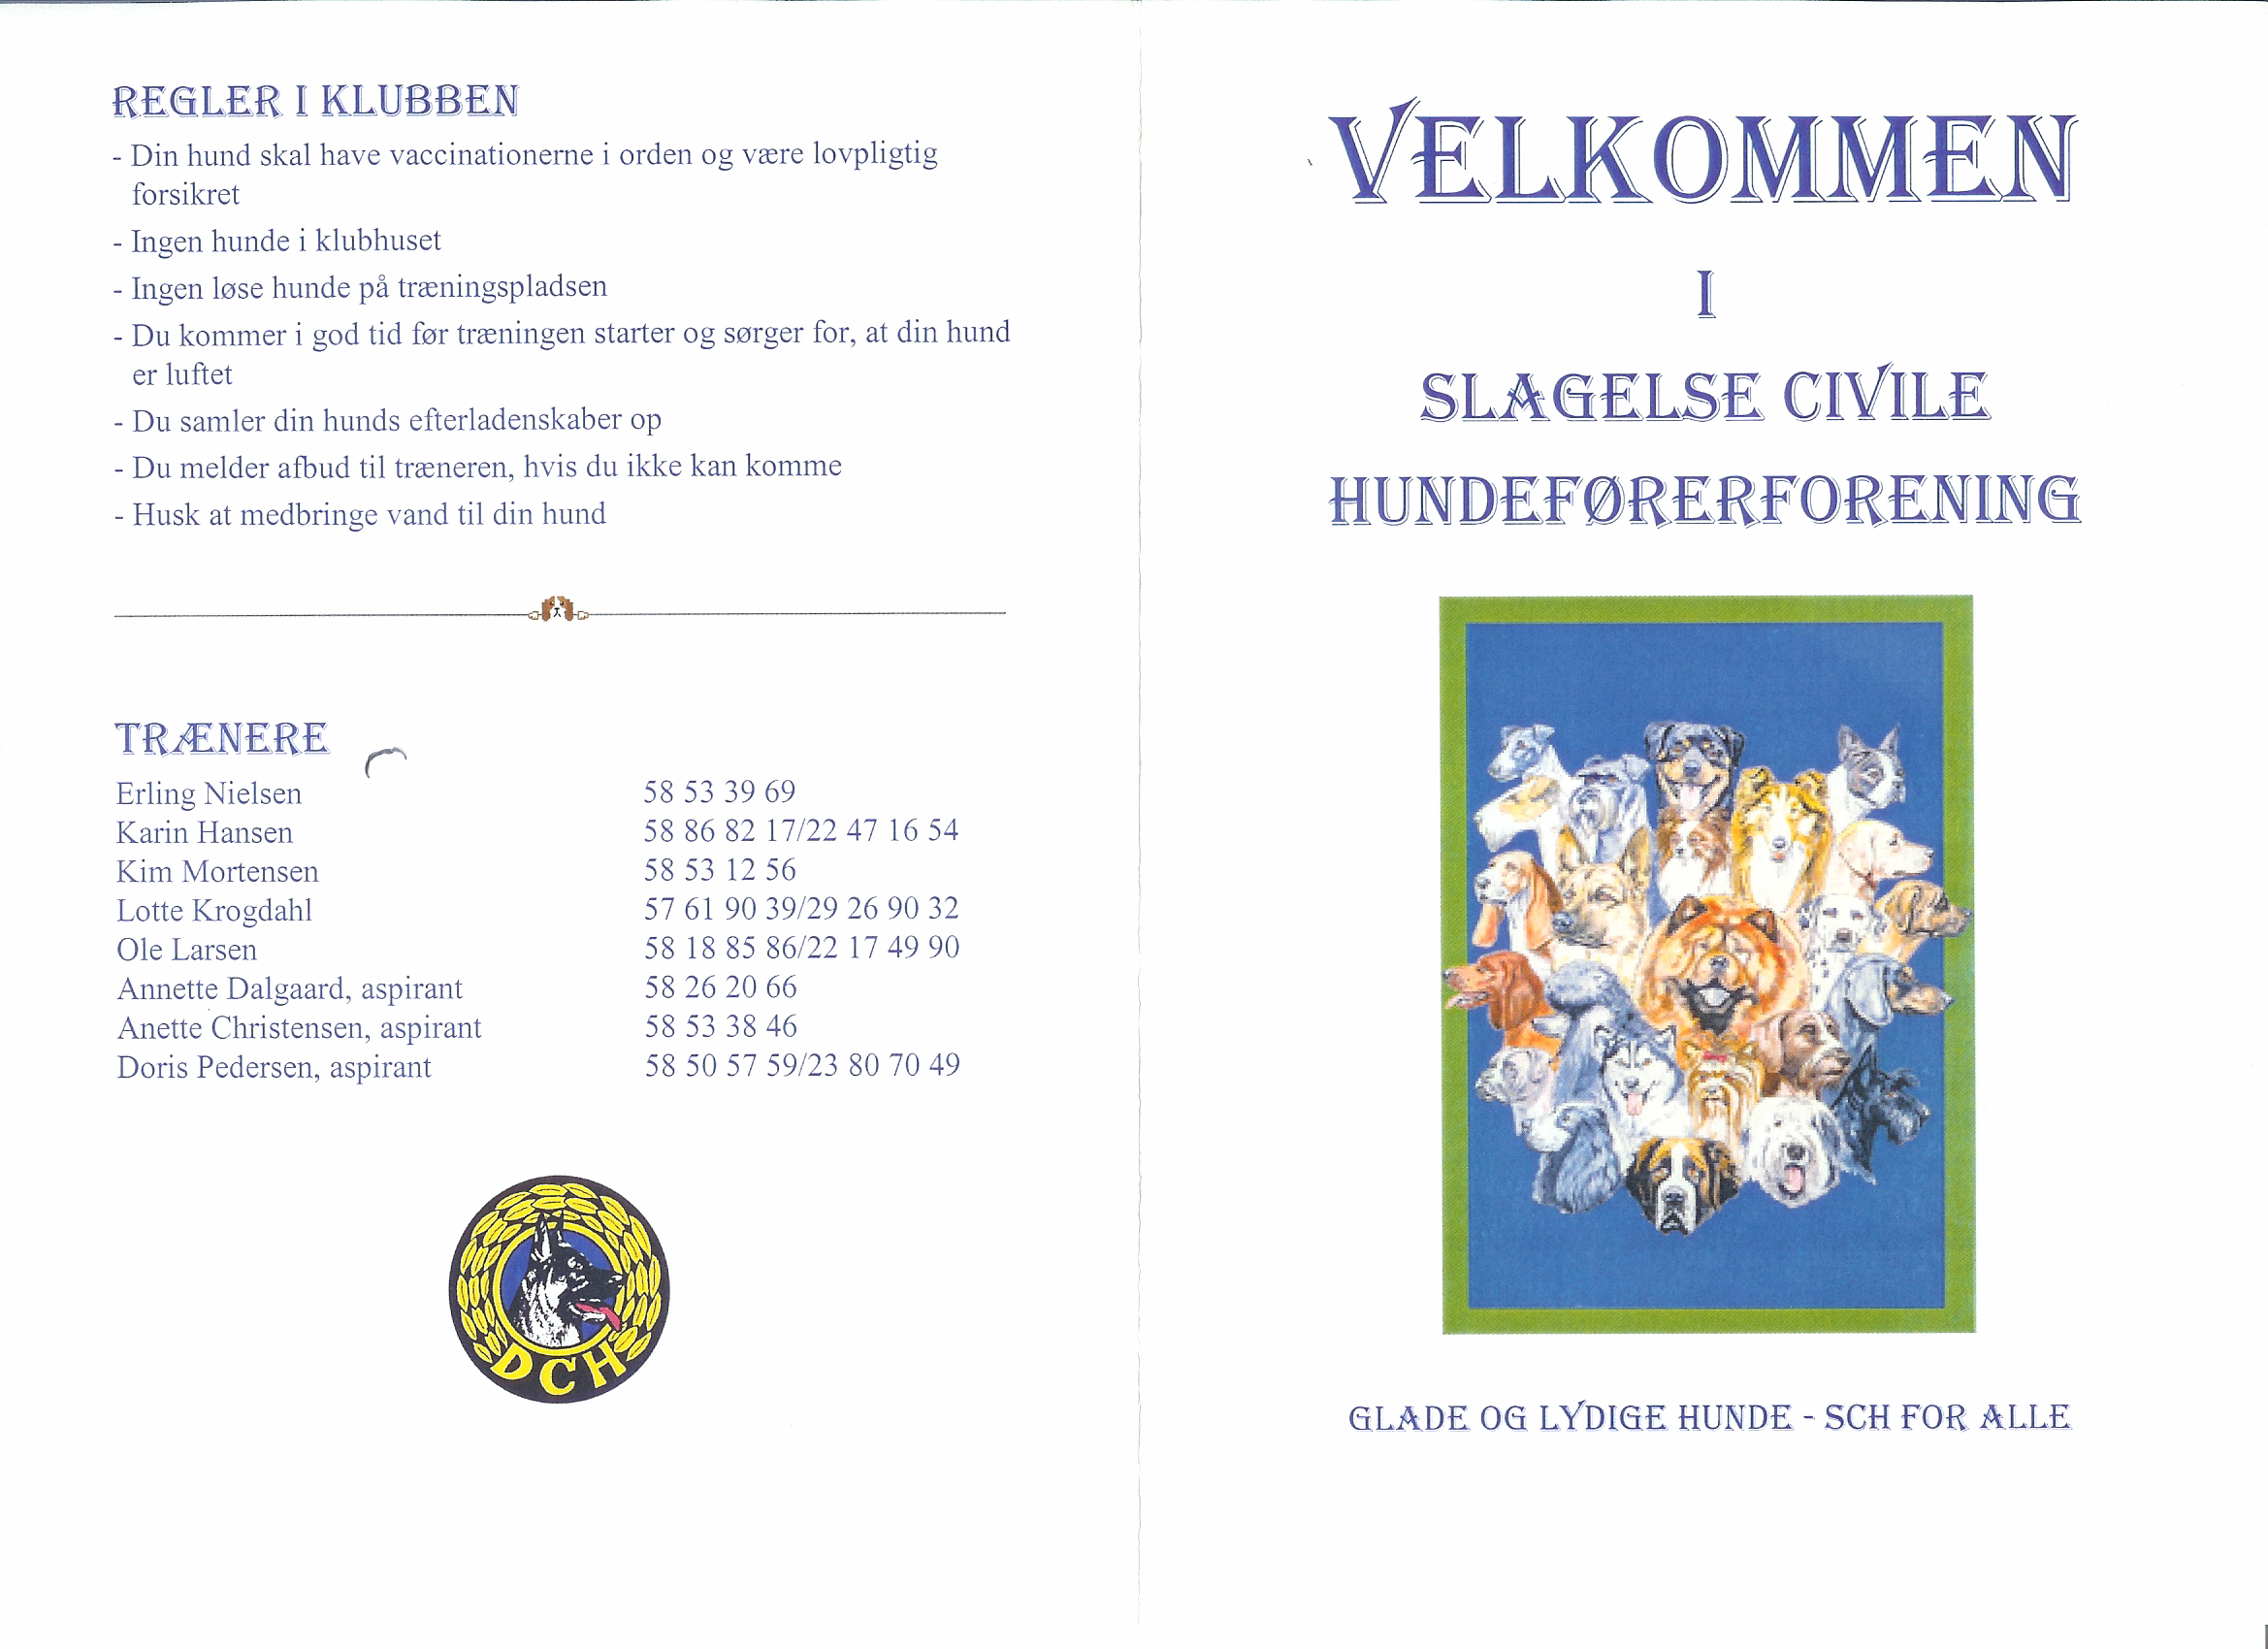 REGLER I KLUBBEN
- Din hund skal have vaccinationerne i orden og være lovpligtig
forsikret
- Ingen hunde i klubhuset
- Ingen løse hunde på træningspladsen
- Du kommer i god tid før træningen starter og sørger for, at din hund
er luftet
- Du samler din hunds efterladenskaber op
- Du melder afbud til træneren, hvis du ikke kan komme
- Husk at medbringe vand til din hund
TRÆNERE
Erling Nielsen 58 53 39 69
Karin Hansen 58 86 82 17/22 47 16 54
Kim Mortensen 58 53 12 56
Lotte Krogdahl 57 61 90 39/29 26 90 32
Ole Larsen 58 18 85 86/22 17 49 90
Annette Dalgaard, aspirant 58 26 20 66
Anette Christensen, aspirant 58 53 38 46
Doris Pedersen, aspirant 58 50 57 59/23 80 70 49
DCH
VELKOMMEN
I
SLAGELSE CIVILE
HUNDEFØRERFORENING
GLADE OG LYDIGE HUNDE - SCH FOR ALLE